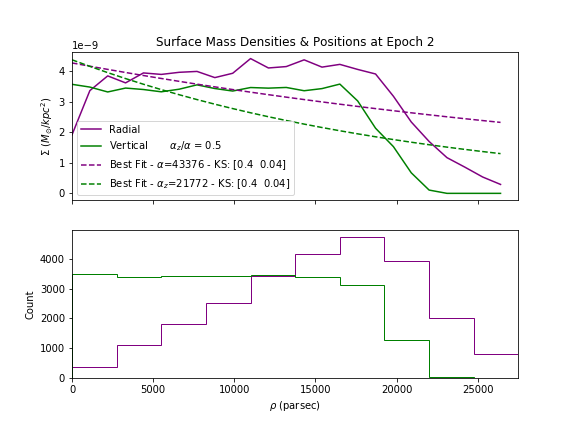 Surface Mass Densities & Positions at Epoch 2
1e−9
4
3
2
1
0
Σ (M⊙/kpc²)
Radial
Vertical α_z/α = 0.5
Best Fit - α=43376 - KS: [0.4 0.04]
Best Fit - α_z=21772 - KS: [0.4 0.04]
4000
3000
2000
1000
0
Count
0 5000 10000 15000 20000 25000
ρ (parsec)